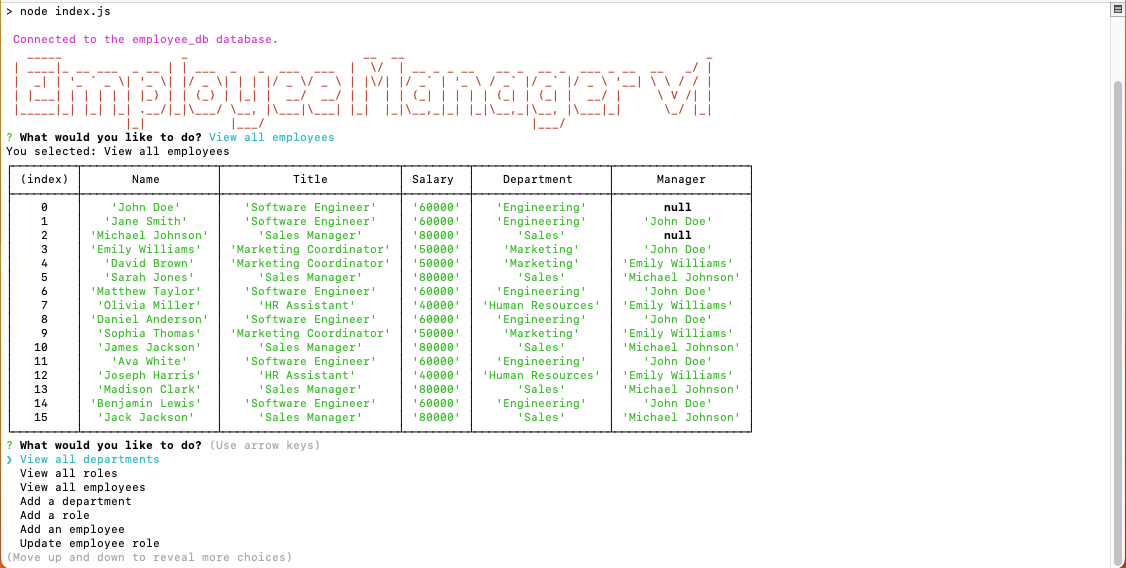 > node index.js
Connected to the employee_db database.
Employee Manager
? What would you like to do? View all employees
You selected: View all employees
(index) Name Title Salary Department Manager
0 'John Doe' 'Software Engineer' '60000' 'Engineering' null
1 'Jane Smith' 'Software Engineer' '60000' 'Engineering' 'John Doe'
2 'Michael Johnson' 'Sales Manager' '80000' 'Sales' null
3 'Emily Williams' 'Marketing Coordinator' '50000' 'Marketing' 'John Doe'
4 'David Brown' 'Marketing Coordinator' '50000' 'Marketing' 'Emily Williams'
5 'Sarah Jones' 'Sales Manager' '80000' 'Sales' 'Michael Johnson'
6 'Matthew Taylor' 'Software Engineer' '60000' 'Engineering' 'John Doe'
7 'Olivia Miller' 'HR Assistant' '40000' 'Human Resources' 'Emily Williams'
8 'Daniel Anderson' 'Software Engineer' '60000' 'Engineering' 'John Doe'
9 'Sophia Thomas' 'Marketing Coordinator' '50000' 'Marketing' 'Emily Williams'
10 'James Jackson' 'Sales Manager' '80000' 'Sales' 'Michael Johnson'
11 'Ava White' 'Software Engineer' '60000' 'Engineering' 'John Doe'
12 'Joseph Harris' 'HR Assistant' '40000' 'Human Resources' 'Emily Williams'
13 'Madison Clark' 'Sales Manager' '80000' 'Sales' 'Michael Johnson'
14 'Benjamin Lewis' 'Software Engineer' '60000' 'Engineering' 'John Doe'
15 'Jack Jackson' 'Sales Manager' '80000' 'Sales' 'Michael Johnson'
? What would you like to do? (Use arrow keys)
❯ View all departments
View all roles
View all employees
Add a department
Add a role
Add an employee
Update employee role
(Move up and down to reveal more choices)